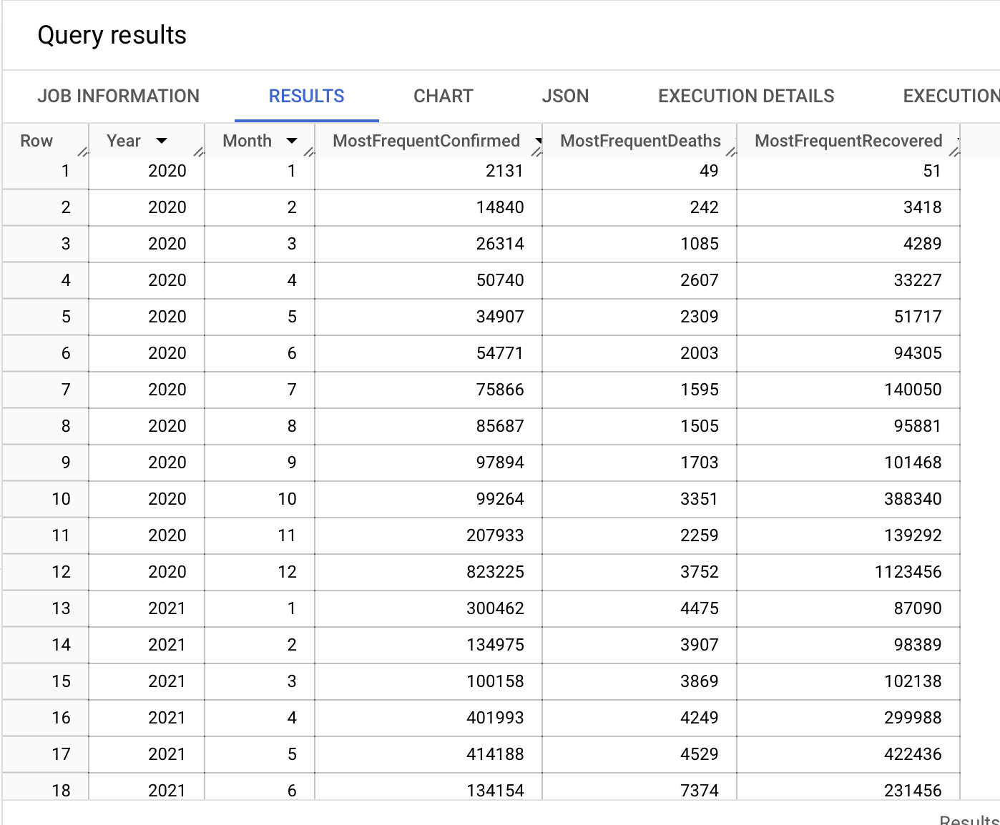 Query results
JOB INFORMATION RESULTS CHART JSON EXECUTION DETAILS EXECUTION
Row Year Month MostFrequentConfirmed MostFrequentDeaths MostFrequentRecovered
1 2020 1 2131 49 51
2 2020 2 14840 242 3418
3 2020 3 26314 1085 4289
4 2020 4 50740 2607 33227
5 2020 5 34907 2309 51717
6 2020 6 54771 2003 94305
7 2020 7 75866 1595 140050
8 2020 8 85687 1505 95881
9 2020 9 97894 1703 101468
10 2020 10 99264 3351 388340
11 2020 11 207933 2259 139292
12 2020 12 823225 3752 1123456
13 2021 1 300462 4475 87090
14 2021 2 134975 3907 98389
15 2021 3 100158 3869 102138
16 2021 4 401993 4249 299988
17 2021 5 414188 4529 422436
18 2021 6 134154 7374 231456
Results